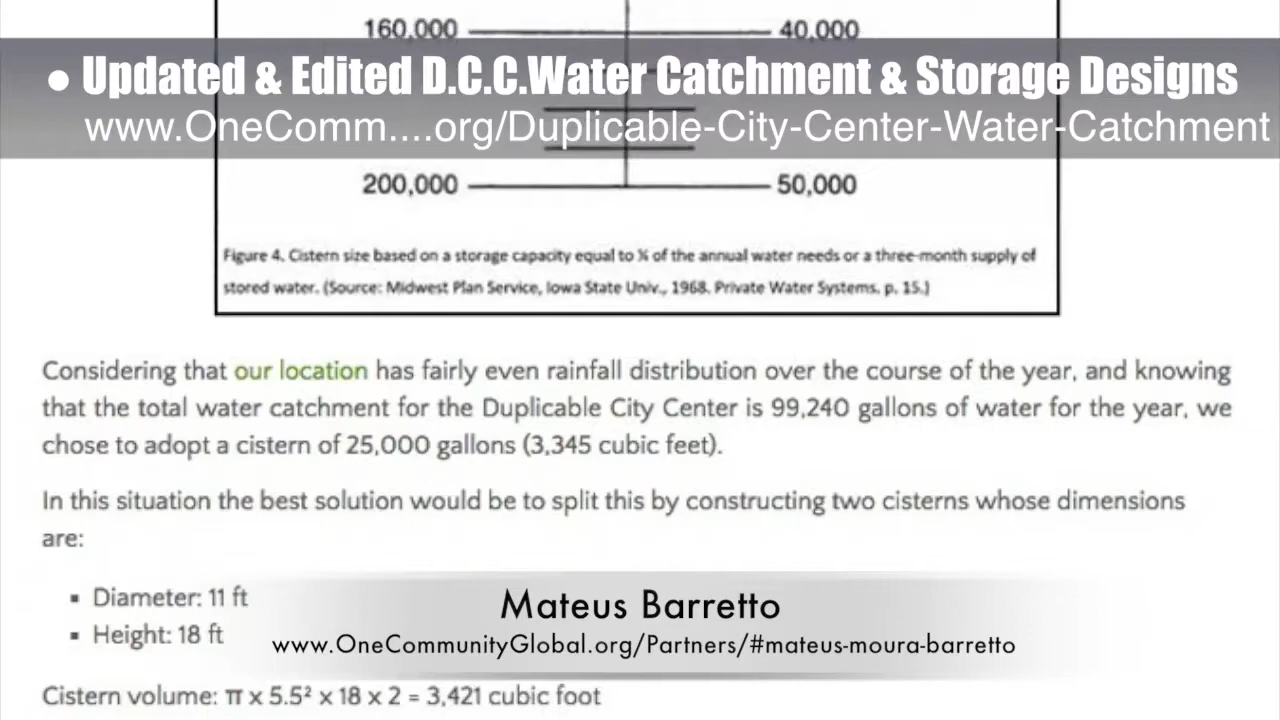 160,000 40,000
• Updated & Edited D.C.C.Water Catchment & Storage Designs
www.OneComm....org/Duplicable-City-Center-Water-Catchment
200,000 50,000
Figure 4. Cistern size based on a storage capacity equal to ¼ of the annual water needs or a three-month supply of
stored water. (Source: Midwest Plan Service, Iowa State Univ., 1968. Private Water Systems. p. 15.)
Considering that our location has fairly even rainfall distribution over the course of the year, and knowing
that the total water catchment for the Duplicable City Center is 99,240 gallons of water for the year, we
chose to adopt a cistern of 25,000 gallons (3,345 cubic feet).
In this situation the best solution would be to split this by constructing two cisterns whose dimensions
are:
▪ Diameter: 11 ft
▪ Height: 18 ft
Mateus Barretto
www.OneCommunityGlobal.org/Partners/#mateus-moura-barretto
Cistern volume: π x 5.5² x 18 x 2 = 3,421 cubic foot